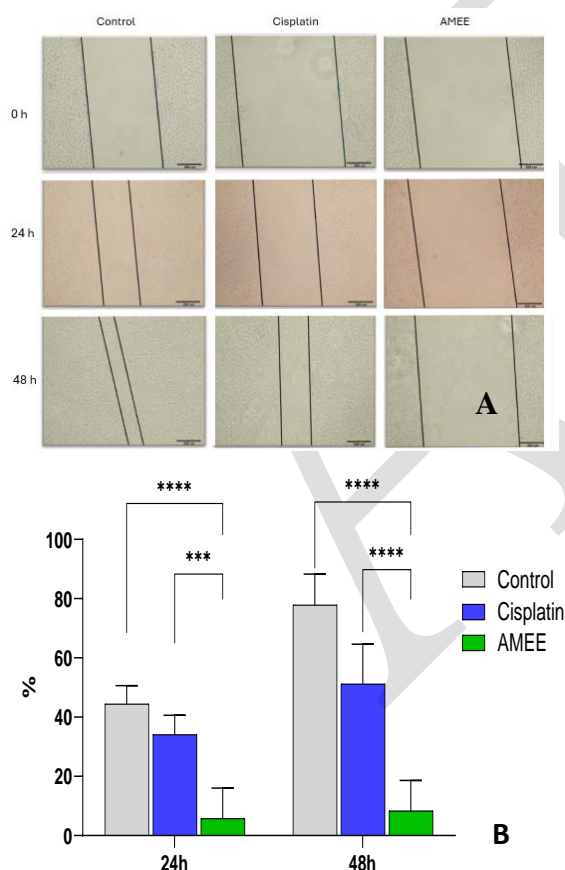 Control Cisplatin AMEE
0 h
24 h
48 h
A
**** ****
*** ****
100
80
60
40
20
0
%
Control
Cisplatin
AMEE
24h 48h
B